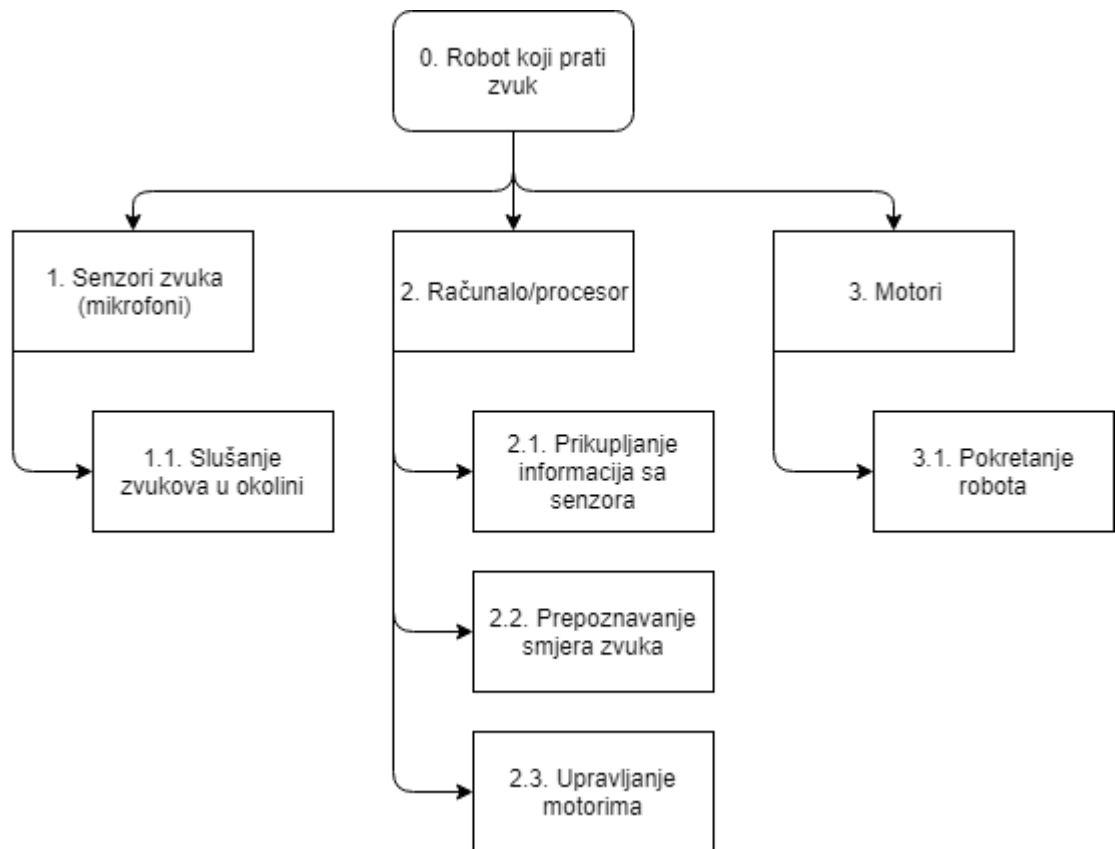 0. Robot koji prati
zvuk
1. Senzori zvuka
(mikrofoni)
2. Računalo/procesor
3. Motori
1.1. Slušanje
zvukova u okolini
2.1. Prikupljanje
informacija sa
senzora
3.1. Pokretanje
robota
2.2. Prepoznavanje
smjera zvuka
2.3. Upravljanje
motorima